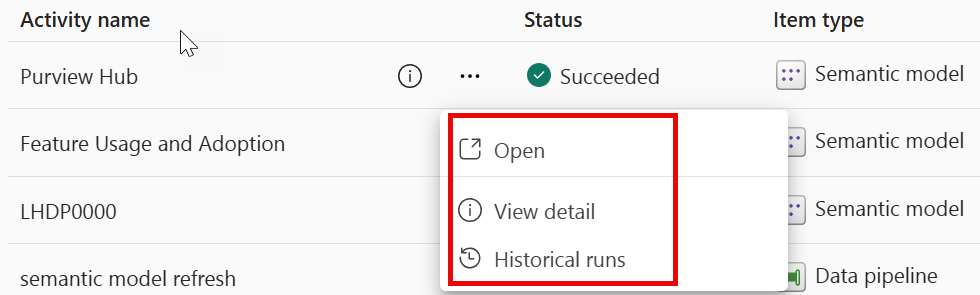 Activity name Status Item type
Purview Hub Succeeded Semantic model
Feature Usage and Adoption Semantic model
Open
LHDP0000 Semantic model
View detail
Historical runs
semantic model refresh Data pipeline